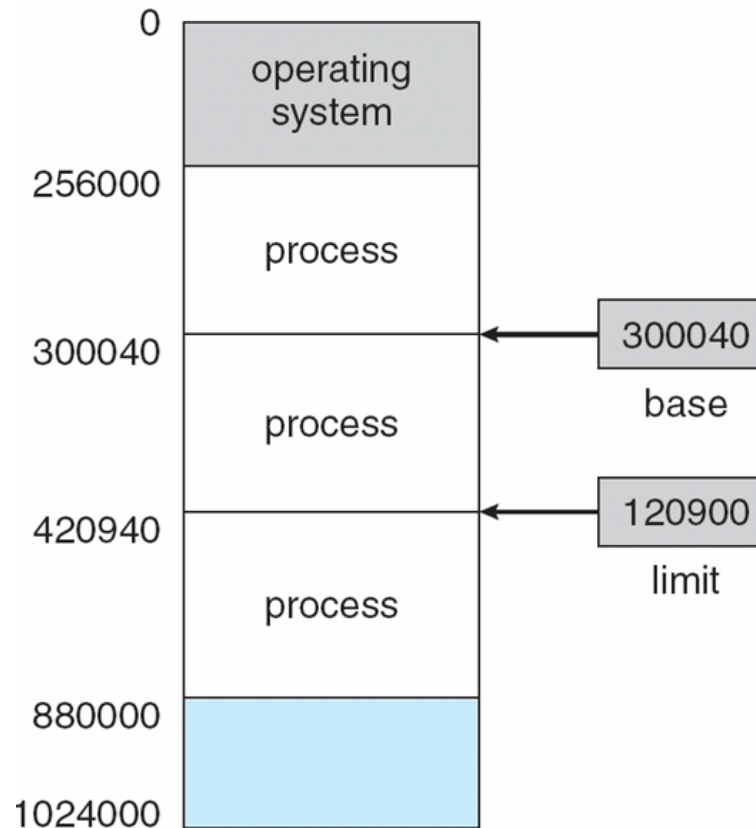 0
operating
system
256000
process
300040
300040
base
process
420940
120900
limit
process
880000
1024000